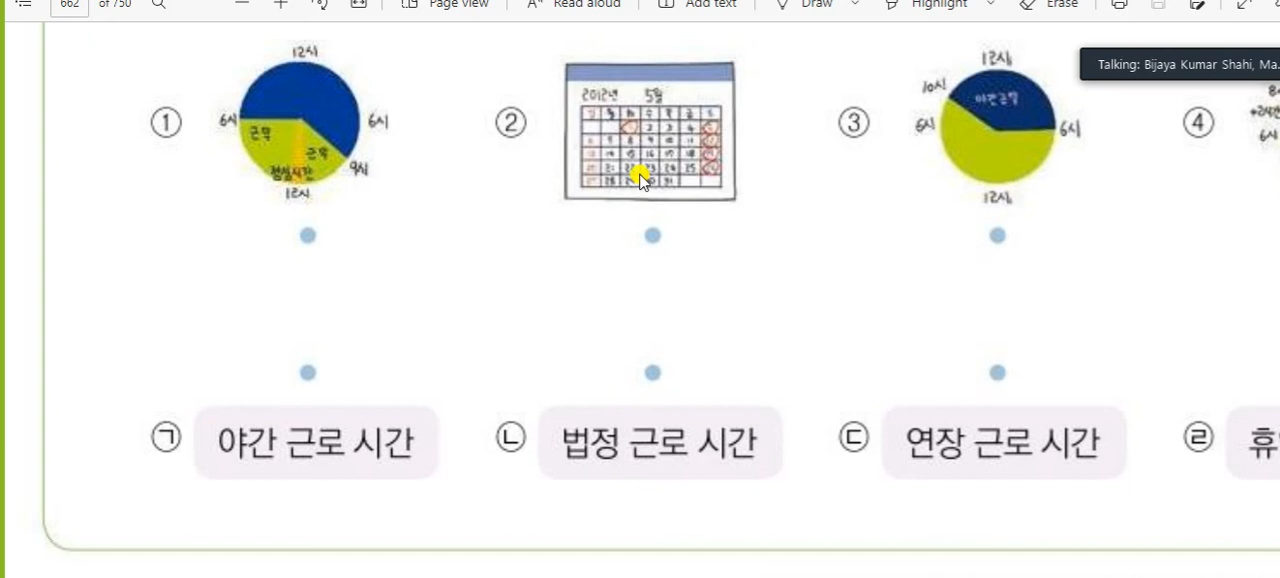 662 of 750 Page view Read aloud Add text Draw Highlight Erase
Talking: Bijaya Kumar Shahi, Ma...
① 12시 6시 6시 근무 근무 점심시간 9시 12시
② 2012년 5월
③ 12시 10시 야간근무 6시 6시 12시
④ 6시
㉠ 야간 근로 시간
㉡ 법정 근로 시간
㉢ 연장 근로 시간
㉣ 휴